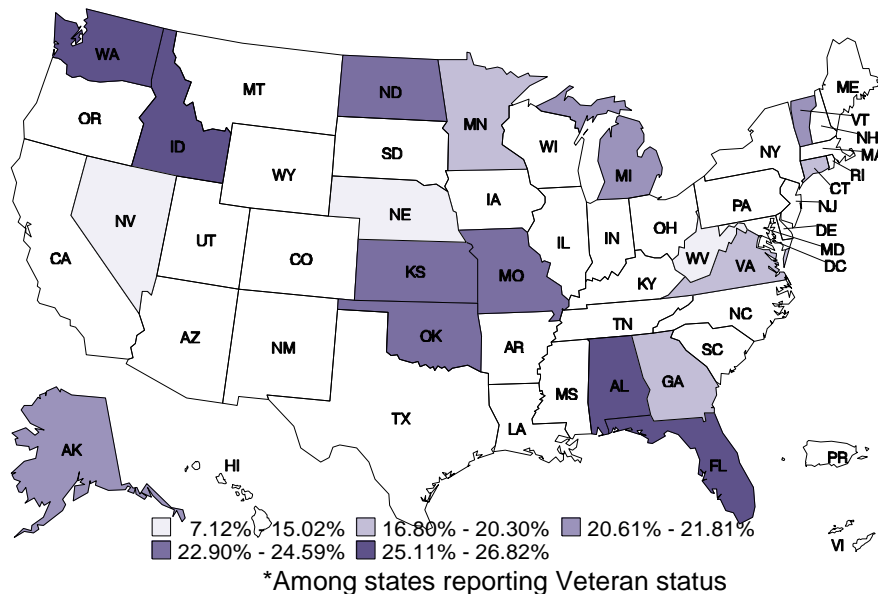 WA
MT
ND
MN
ME
VT
NH
MA
RI
CT
OR
ID
SD
WI
MI
NY
WY
IA
NE
PA
NJ
NV
UT
CO
IL
IN
OH
DE
MD
DC
CA
KS
MO
WV
VA
KY
AZ
NM
OK
AR
TN
NC
SC
TX
LA
MS
AL
GA
FL
AK
HI
PR
VI
7.12% - 15.02%
16.80% - 20.30%
20.61% - 21.81%
22.90% - 24.59%
25.11% - 26.82%
*Among states reporting Veteran status